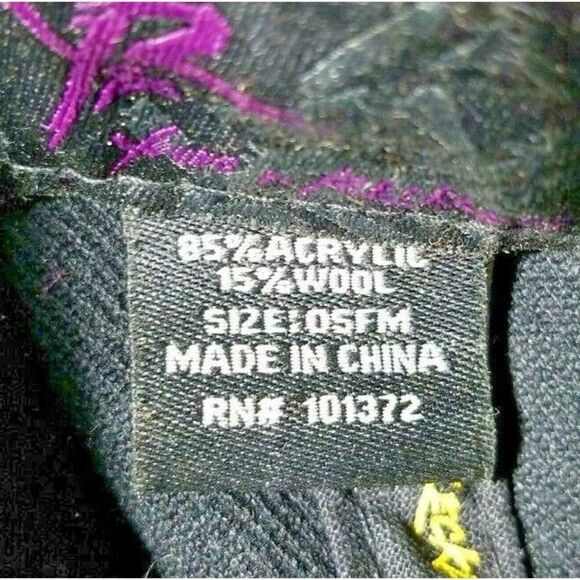 85%ACRYLIC
15%WOOL
SIZE:OSFM
MADE IN CHINA
RN# 101372